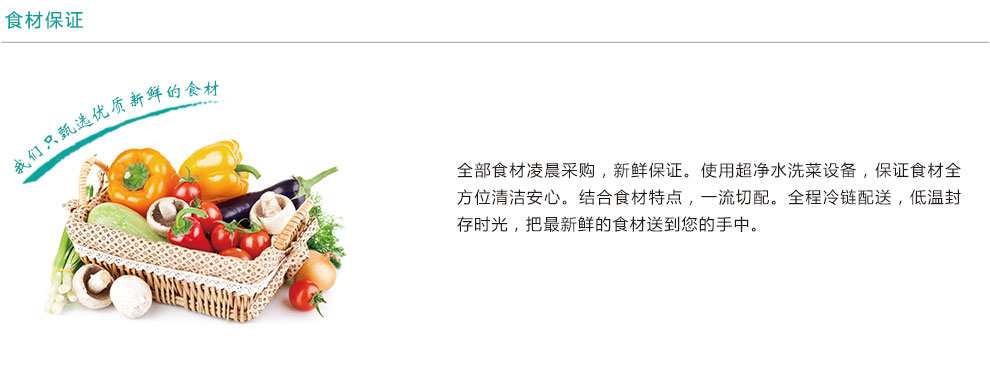 食材保证
我们只甄选优质新鲜的食材
全部食材凌晨采购，新鲜保证。使用超净水洗菜设备，保证食材全
方位清洁安心。结合食材特点，一流切配。全程冷链配送，低温封
存时光，把最新鲜的食材送到您的手中。